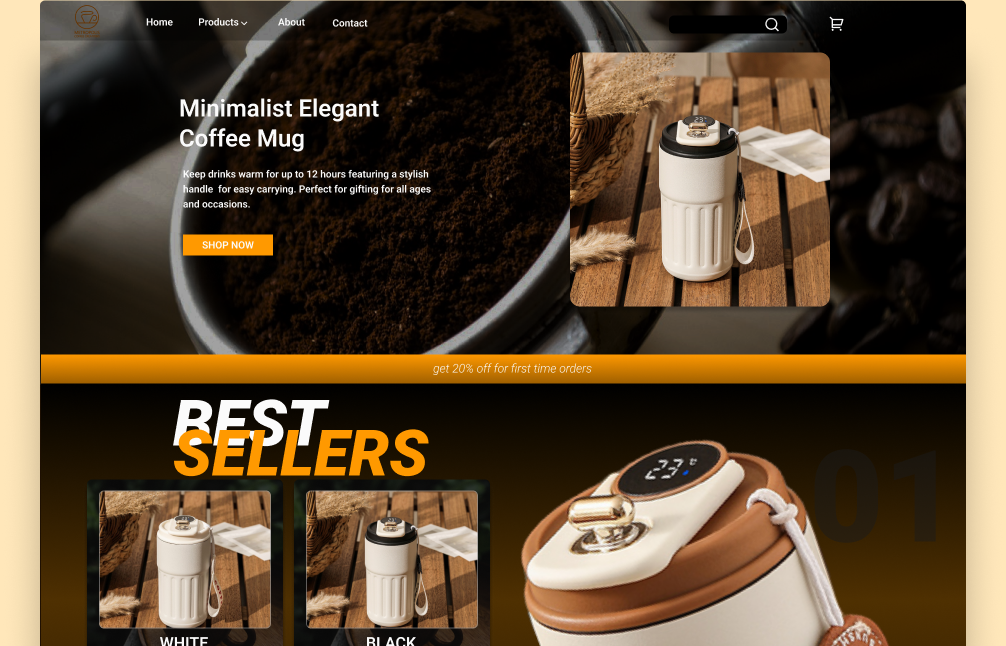 Home Products About Contact
Minimalist Elegant
Coffee Mug
Keep drinks warm for up to 12 hours featuring a stylish
handle for easy carrying. Perfect for gifting for all ages
and occasions.
SHOP NOW
23
get 20% off for first time orders
BEST
SELLERS
23
01
WHITE
BLACK